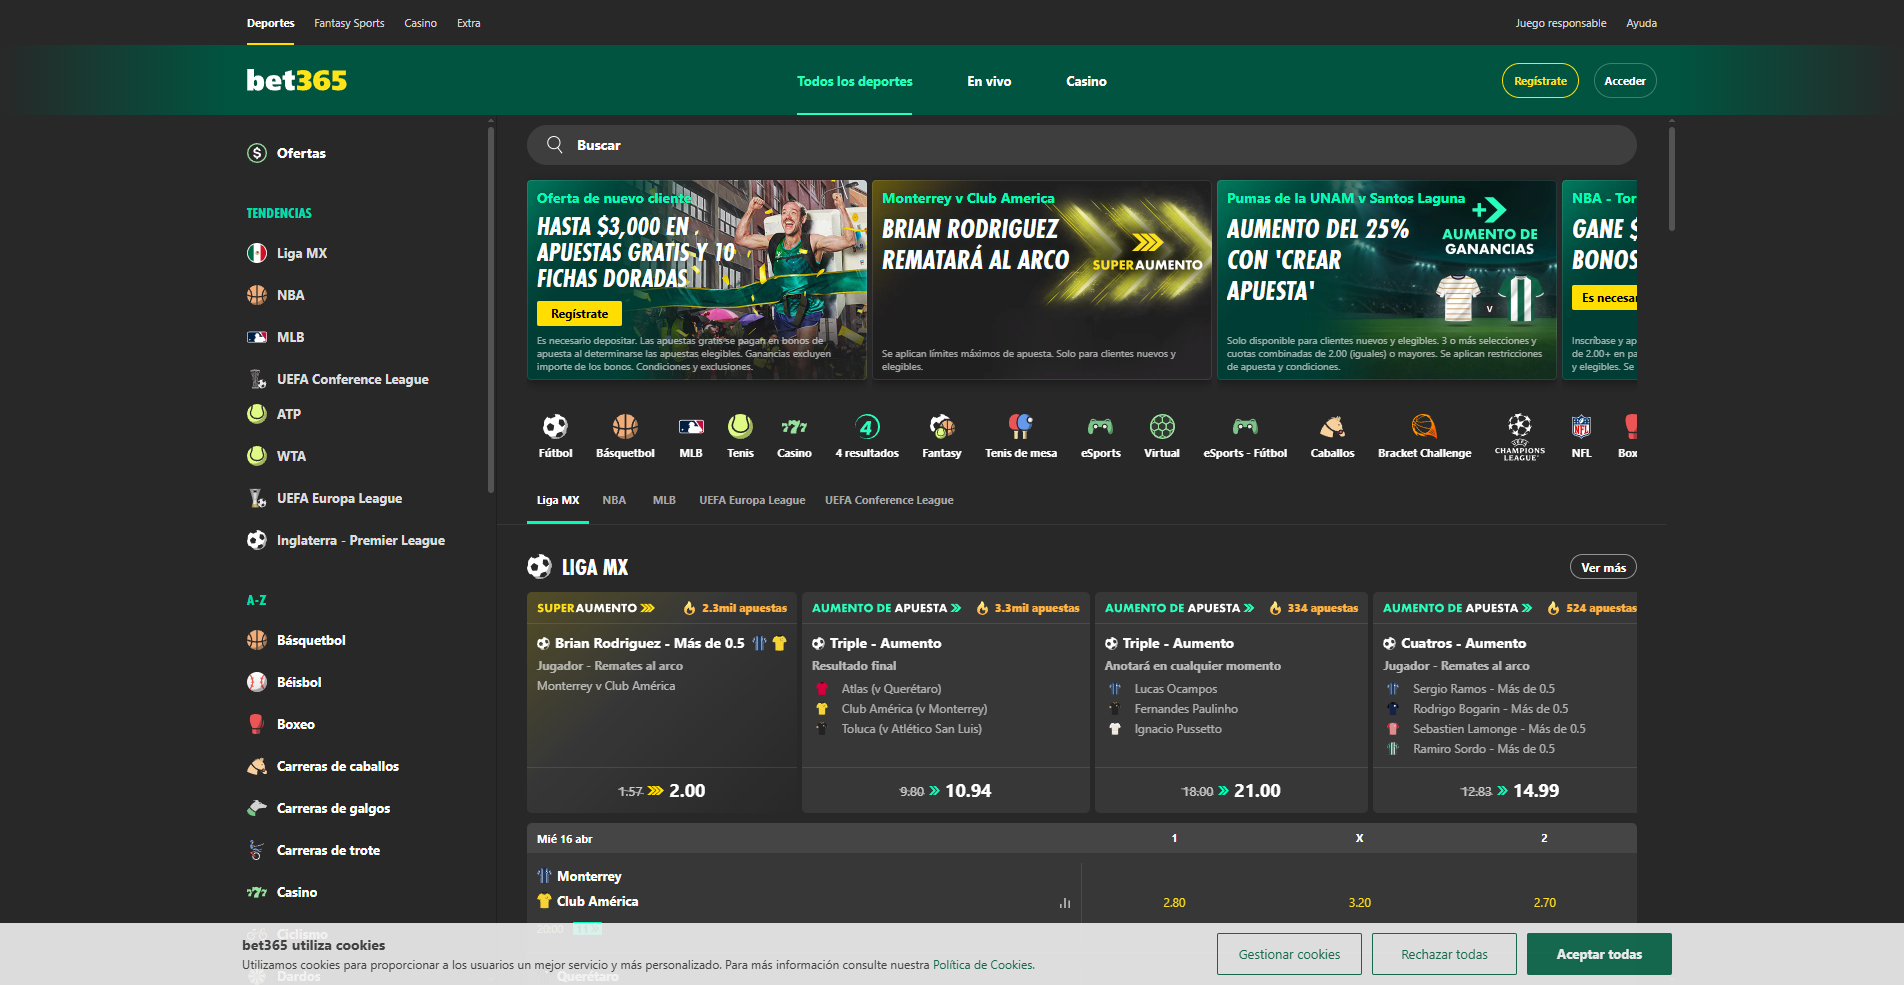 Deportes
Fantasy Sports
Casino
Extra
Juego responsable
Ayuda
bet365
Todos los deportes
En vivo
Casino
Regístrate
Acceder
Ofertas
TENDENCIAS
Liga MX
NBA
MLB
UEFA Conference League
ATP
WTA
UEFA Europa League
Inglaterra - Premier League
A-Z
Básquetbol
Béisbol
Boxeo
Carreras de caballos
Carreras de galgos
Carreras de trote
Casino
Ciclismo
Dardos
Buscar
Oferta de nuevo cliente
HASTA $3,000 EN
APUESTAS GRATIS Y 10
FICHAS DORADAS
Regístrate
Es necesario depositar. Las apuestas gratis se pagan en bonos de
apuesta al determinarse las apuestas elegibles. Ganancias excluyen
importe de los bonos. Condiciones y exclusiones.
Monterrey v Club America
BRIAN RODRIGUEZ
REMATARÁ AL ARCO
SUPERAUMENTO
Se aplican límites máximos de apuesta. Solo para clientes nuevos y
elegibles.
Pumas de la UNAM v Santos Laguna
AUMENTO DEL 25%
CON 'CREAR
APUESTA'
AUMENTO DE
GANANCIAS
v
Solo disponible para clientes nuevos y elegibles. 3 o más selecciones y
cuotas combinadas de 2.00 (iguales) o mayores. Se aplican restricciones
de apuesta y condiciones.
NBA - Tor
GANE $
BONOS
Es necesar
Inscríbase y ap
de 2.00+ en pa
y elegibles. Se
Fútbol
Básquetbol
MLB
Tenis
Casino
4 resultados
Fantasy
Tenis de mesa
eSports
Virtual
eSports - Fútbol
Caballos
Bracket Challenge
UEFA
CHAMPIONS
LEAGUE
NFL
Box
Liga MX
NBA
MLB
UEFA Europa League
UEFA Conference League
LIGA MX
Ver más
SUPERAUMENTO
2.3mil apuestas
Brian Rodriguez - Más de 0.5
Jugador - Remates al arco
Monterrey v Club América
1.57
2.00
AUMENTO DE APUESTA
3.3mil apuestas
Triple - Aumento
Resultado final
Atlas (v Querétaro)
Club América (v Monterrey)
Toluca (v Atlético San Luis)
9.80
10.94
AUMENTO DE APUESTA
334 apuestas
Triple - Aumento
Anotará en cualquier momento
Lucas Ocampos
Fernandes Paulinho
Ignacio Pussetto
18.00
21.00
AUMENTO DE APUESTA
524 apuestas
Cuatros - Aumento
Jugador - Remates al arco
Sergio Ramos - Más de 0.5
Rodrigo Bogarin - Más de 0.5
Sebastien Lamonge - Más de 0.5
Ramiro Sordo - Más de 0.5
12.83
14.99
Mié 16 abr
1
X
2
Monterrey
Club América
2.80
3.20
2.70
20:00
Querétaro
bet365 utiliza cookies
Utilizamos cookies para proporcionar a los usuarios un mejor servicio y más personalizado. Para más información consulte nuestra Política de Cookies.
Gestionar cookies
Rechazar todas
Aceptar todas